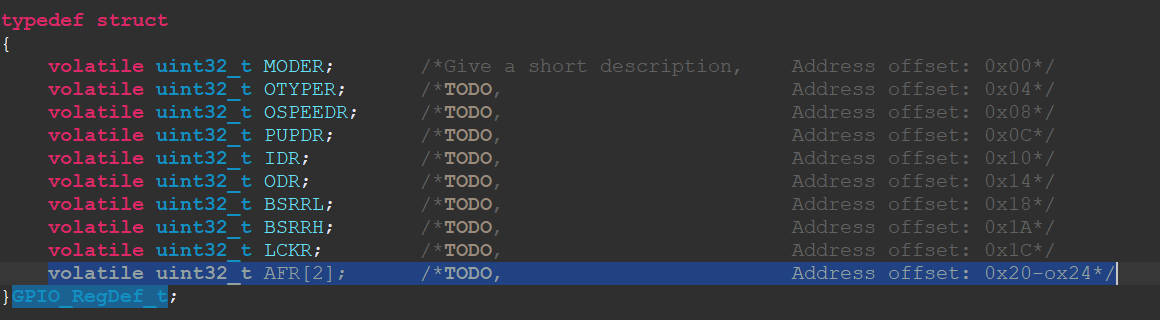 typedef struct
{
volatile uint32_t MODER; /*Give a short description, Address offset: 0x00*/
volatile uint32_t OTYPER; /*TODO, Address offset: 0x04*/
volatile uint32_t OSPEEDR; /*TODO, Address offset: 0x08*/
volatile uint32_t PUPDR; /*TODO, Address offset: 0x0C*/
volatile uint32_t IDR; /*TODO, Address offset: 0x10*/
volatile uint32_t ODR; /*TODO, Address offset: 0x14*/
volatile uint32_t BSRRL; /*TODO, Address offset: 0x18*/
volatile uint32_t BSRRH; /*TODO, Address offset: 0x1A*/
volatile uint32_t LCKR; /*TODO, Address offset: 0x1C*/
volatile uint32_t AFR[2]; /*TODO, Address offset: 0x20-ox24*/
}GPIO_RegDef_t;